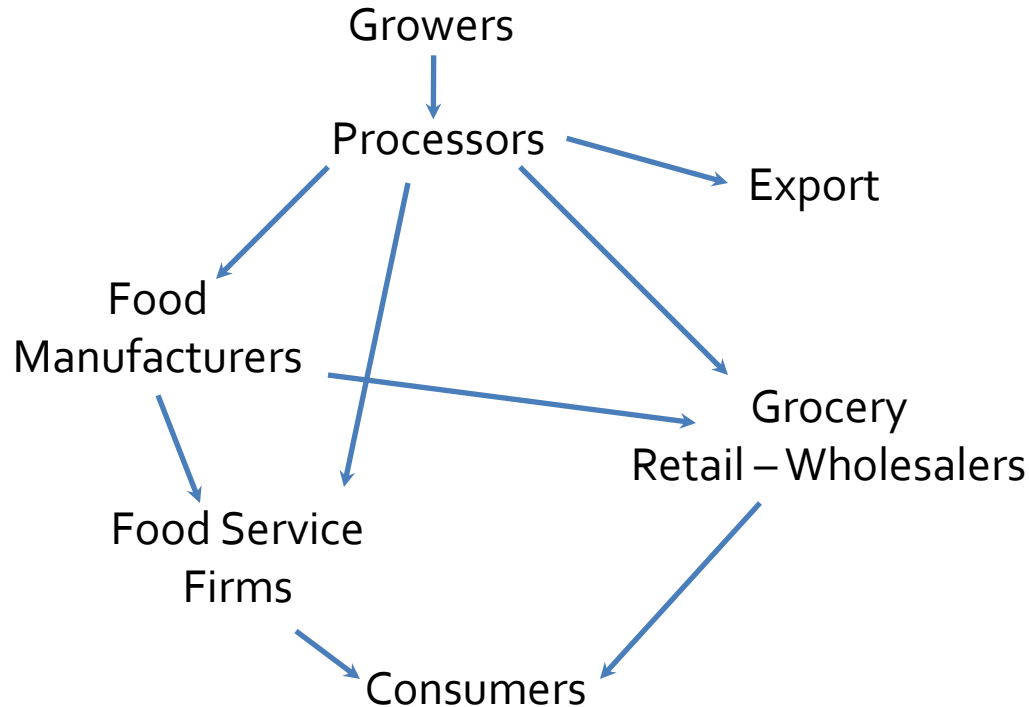 Growers
Processors
Export
Food
Manufacturers
Grocery
Retail – Wholesalers
Food Service
Firms
Consumers